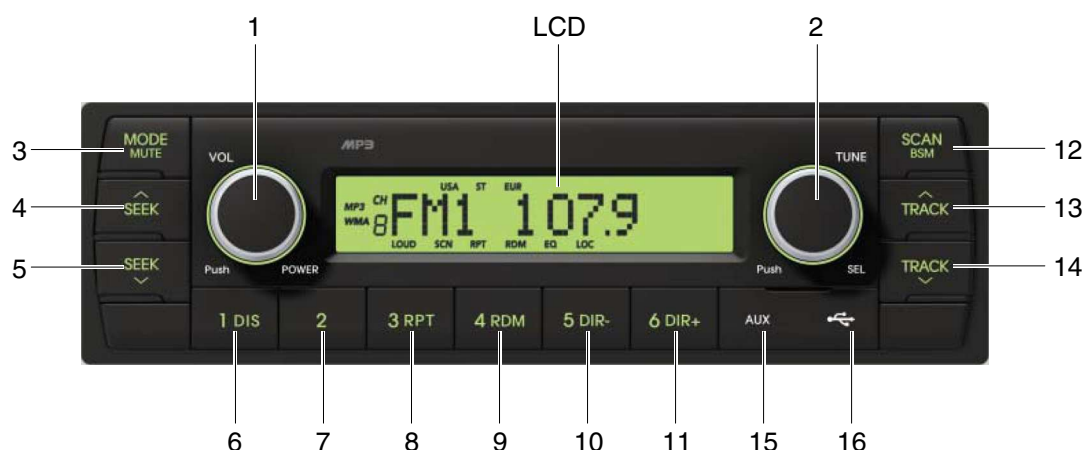 1 LCD 2
3 MODE MUTE
VOL MP3 TUNE
SCAN BSM 12
4 SEEK
USA ST EUR
MP3 CH
WMA 8 FM1 107.9
LOUD SCN RPT RDM EQ LOC
TRACK 13
5 SEEK
Push POWER
Push SEL
TRACK 14
1 DIS 2 3 RPT 4 RDM 5 DIR- 6 DIR+ AUX
6 7 8 9 10 11 15 16